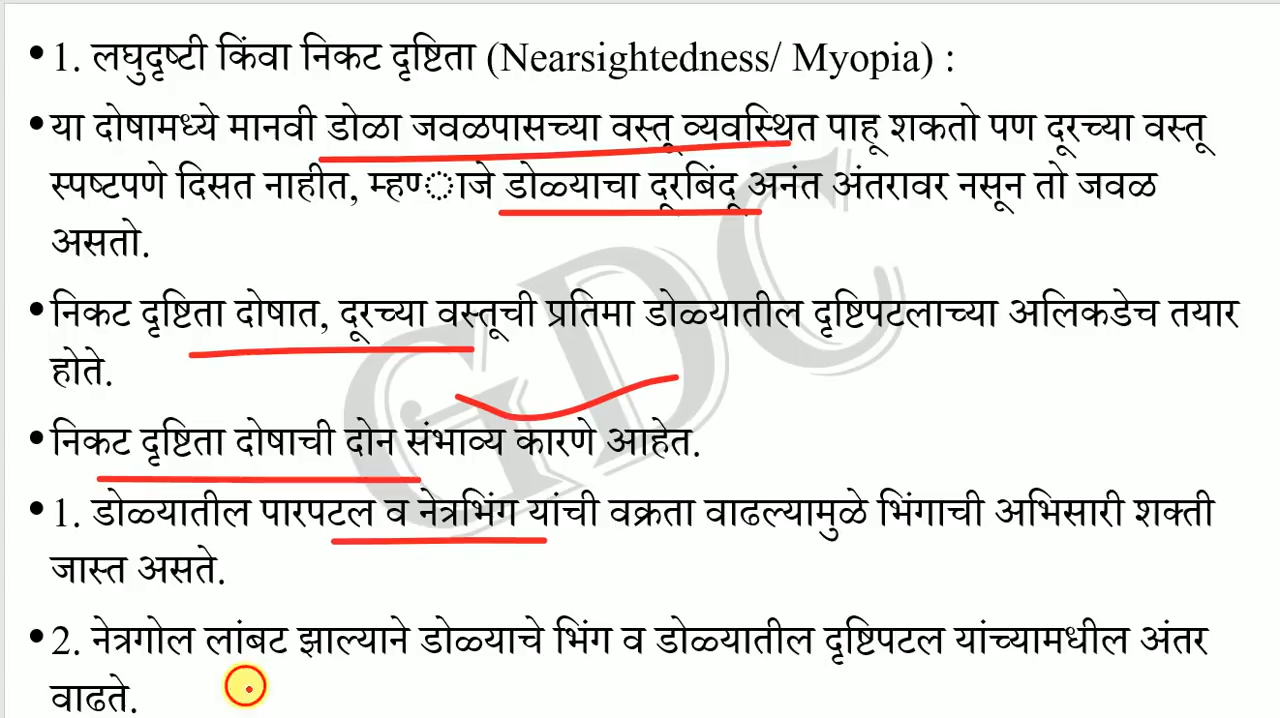 • 1. लघुदृष्टी किंवा निकट दृष्टिता (Nearsightedness/ Myopia) :
• या दोषामध्ये मानवी डोळा जवळपासच्या वस्तू व्यवस्थित पाहू शकतो पण दूरच्या वस्तू
स्पष्टपणे दिसत नाहीत, म्हण्ाजे डोळ्याचा दूरबिंदू अनंत अंतरावर नसून तो जवळ
असतो.
• निकट दृष्टिता दोषात, दूरच्या वस्तूची प्रतिमा डोळ्यातील दृष्टिपटलाच्या अलिकडेच तयार
होते.
• निकट दृष्टिता दोषाची दोन संभाव्य कारणे आहेत.
• 1. डोळ्यातील पारपटल व नेत्रभिंग यांची वक्रता वाढल्यामुळे भिंगाची अभिसारी शक्ती
जास्त असते.
• 2. नेत्रगोल लांबट झाल्याने डोळ्याचे भिंग व डोळ्यातील दृष्टिपटल यांच्यामधील अंतर
वाढते.
GDC